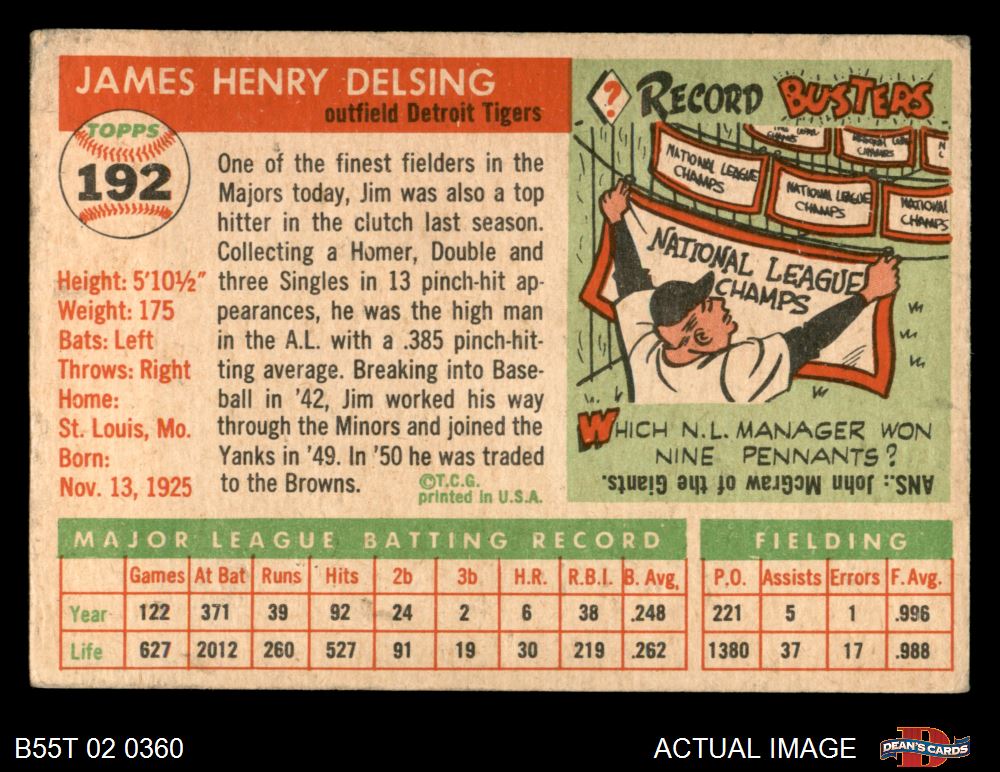 JAMES HENRY DELSING
outfield Detroit Tigers
TOPPS
192
Height: 5'10½"
Weight: 175
Bats: Left
Throws: Right
Home:
St. Louis, Mo.
Born:
Nov. 13, 1925
One of the finest fielders in the
Majors today, Jim was also a top
hitter in the clutch last season.
Collecting a Homer, Double and
three Singles in 13 pinch-hit ap-
pearances, he was the high man
in the A.L. with a .385 pinch-hit-
ting average. Breaking into Base-
ball in '42, Jim worked his way
through the Minors and joined the
Yanks in '49. In '50 he was traded
to the Browns.
©T.C.G.
printed in U.S.A.
? RECORD BUSTERS
CHAMPS
CHAMPS
N
L
NATIONAL LEAGUE
CHAMPS
NATIONAL LEAGUE
CHAMPS
NATIONAL
CHAMPS
NATIONAL LEAGUE
CHAMPS
WHICH N.L. MANAGER WON
NINE PENNANTS?
ANS.: John McGraw of the Giants.
MAJOR LEAGUE BATTING RECORD
Games At Bat Runs Hits 2b 3b H.R. R.B.I. B. Avg.
Year 122 371 39 92 24 2 6 38 .248
Life 627 2012 260 527 91 19 30 219 .262
FIELDING
P.O. Assists Errors F. Avg.
221 5 1 .996
1380 37 17 .988
B55T 02 0360
ACTUAL IMAGE
D
DEAN'S CARDS